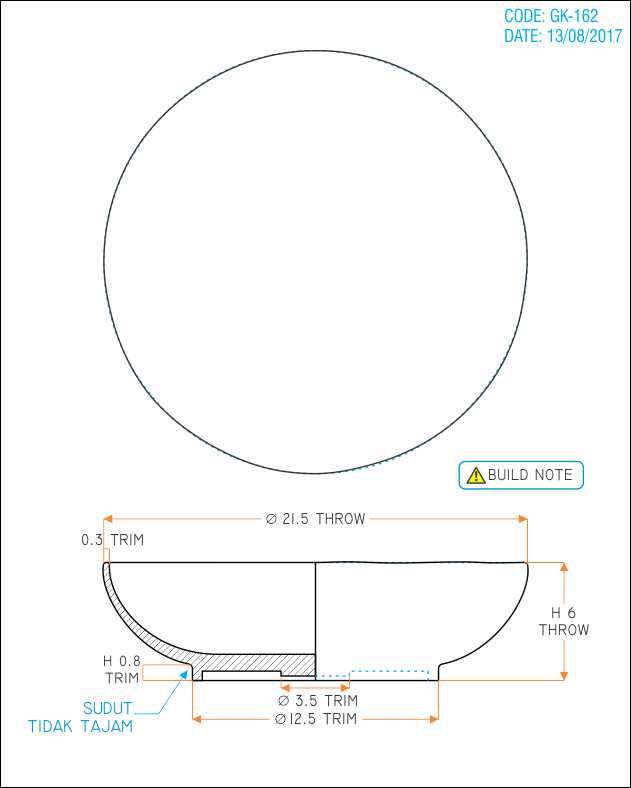 CODE: GK-162
DATE: 13/08/2017
BUILD NOTE
Ø 21.5 THROW
0.3 TRIM
H 6
THROW
H 0.8
TRIM
Ø 3.5 TRIM
Ø12.5 TRIM
SUDUT
TIDAK TAJAM